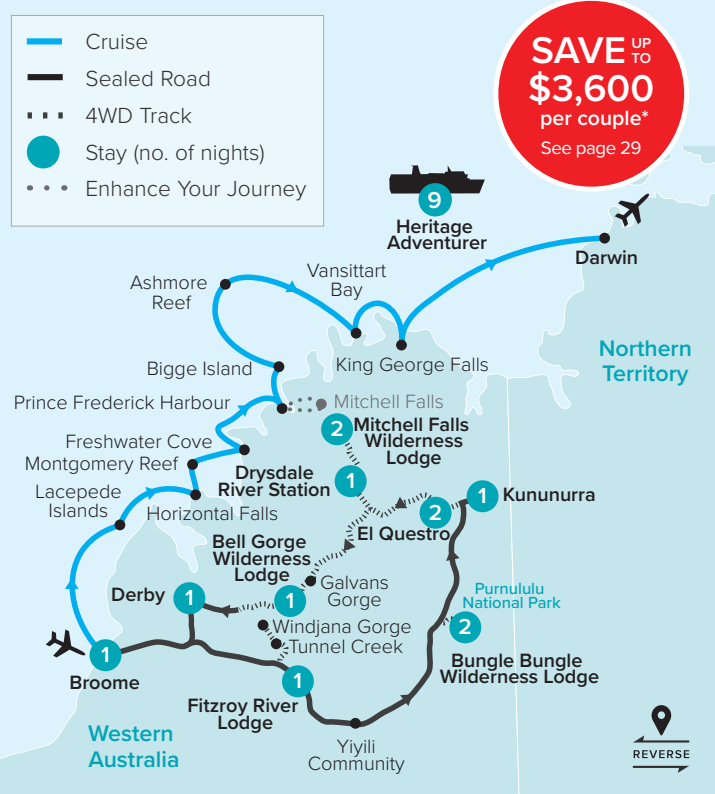 Cruise
Sealed Road
4WD Track
Stay (no. of nights)
Enhance Your Journey
SAVE UP TO
$3,600
per couple*
See page 29
9
Heritage
Adventurer
Darwin
Ashmore
Reef
Vansittart
Bay
Northern
Territory
King George Falls
Bigge Island
Prince Frederick Harbour
Mitchell Falls
2
Mitchell Falls
Wilderness
Lodge
Freshwater Cove
Montgomery Reef
Drysdale
River Station
1
Lacepede
Islands
Horizontal Falls
1
Kununurra
2
El Questro
Bell Gorge
Wilderness
Lodge
1
Galvans
Gorge
Derby
1
Purnululu
National Park
2
Bungle Bungle
Wilderness Lodge
Windjana Gorge
Tunnel Creek
1
Broome
1
Fitzroy River
Lodge
Western
Australia
Yiyili
Community
REVERSE